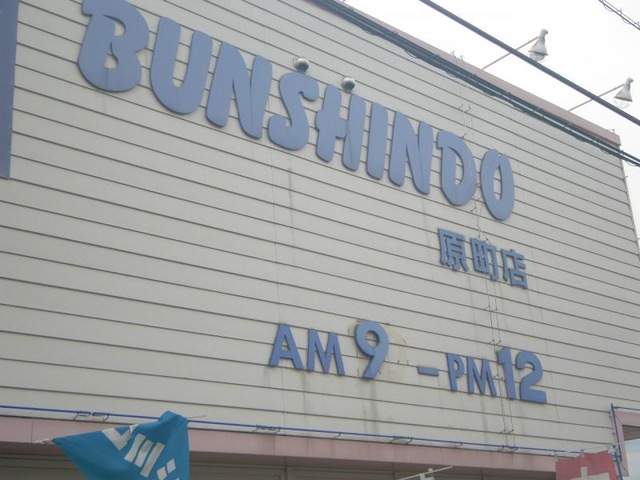 BUNSHINDO
原町店
AM 9 – PM 12